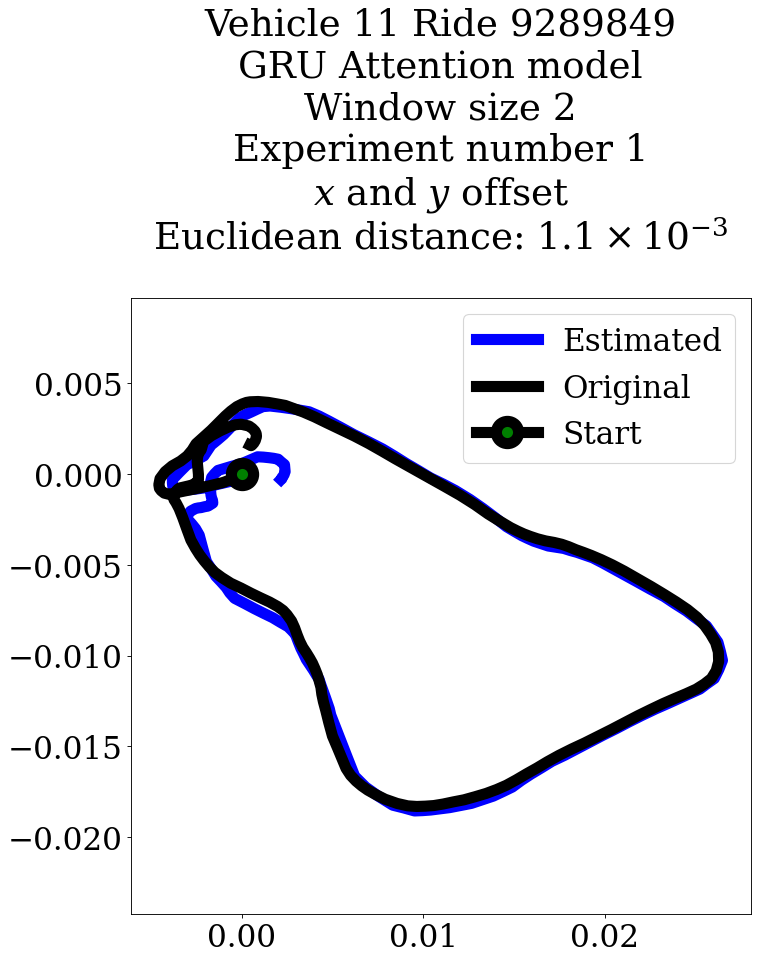 Vehicle 11 Ride 9289849
GRU Attention model
Window size 2
Experiment number 1
x and y offset
Euclidean distance: 1.1 × 10⁻³
Estimated
Original
Start
0.005
0.000
−0.005
−0.010
−0.015
−0.020
0.00 0.01 0.02